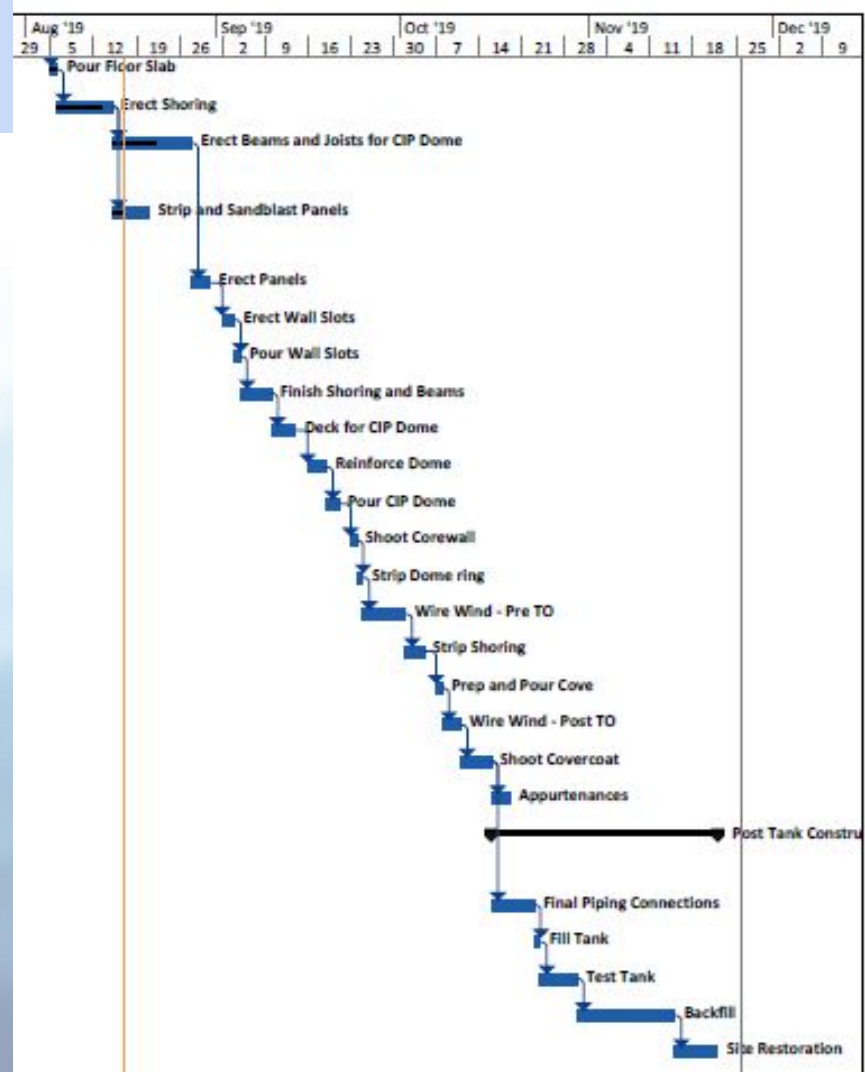 Aug '19 Sep '19 Oct '19 Nov '19 Dec '19
29 5 12 19 26 2 9 16 23 30 7 14 21 28 4 11 18 25 2 9
Pour Floor Slab
Erect Shoring
Erect Beams and Joists for CIP Dome
Strip and Sandblast Panels
Erect Panels
Erect Wall Slots
Pour Wall Slots
Finish Shoring and Beams
Deck for CIP Dome
Reinforce Dome
Pour CIP Dome
Shoot Corewall
Strip Dome ring
Wire Wind - Pre TO
Strip Shoring
Prep and Pour Cove
Wire Wind - Post TO
Shoot Covercoat
Appurtenances
Post Tank Constru
Final Piping Connections
Fill Tank
Test Tank
Backfill
Site Restoration